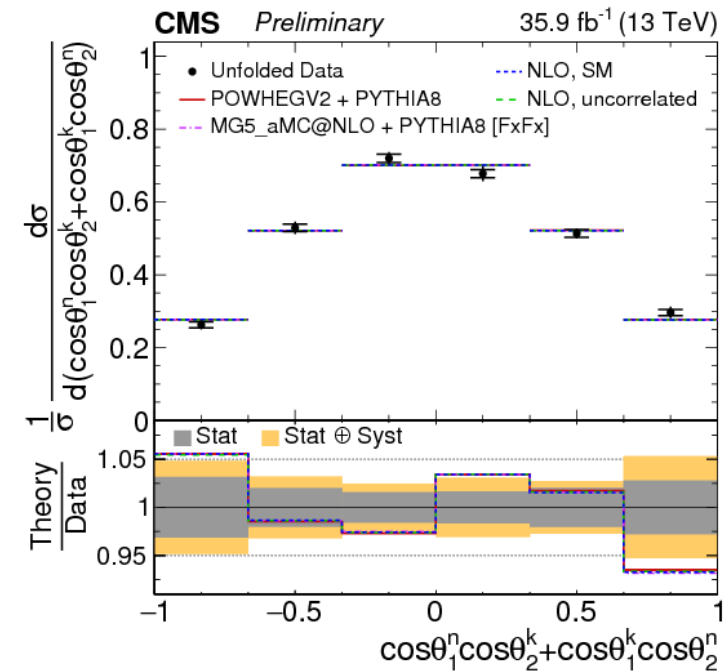 CMS Preliminary 35.9 fb⁻¹ (13 TeV)
1/σ dσ/d(cosθ₁ⁿcosθ₂ᵏ+cosθ₁ᵏcosθ₂ⁿ)
1
0.8
0.6
0.4
0.2
0
Unfolded Data
POWHEGV2 + PYTHIA8
MG5_aMC@NLO + PYTHIA8 [FxFx]
NLO, SM
NLO, uncorrelated
Theory/Data
1.05
1
0.95
Stat Stat ⊕ Syst
−1 −0.5 0 0.5 1
cosθ₁ⁿcosθ₂ᵏ+cosθ₁ᵏcosθ₂ⁿ